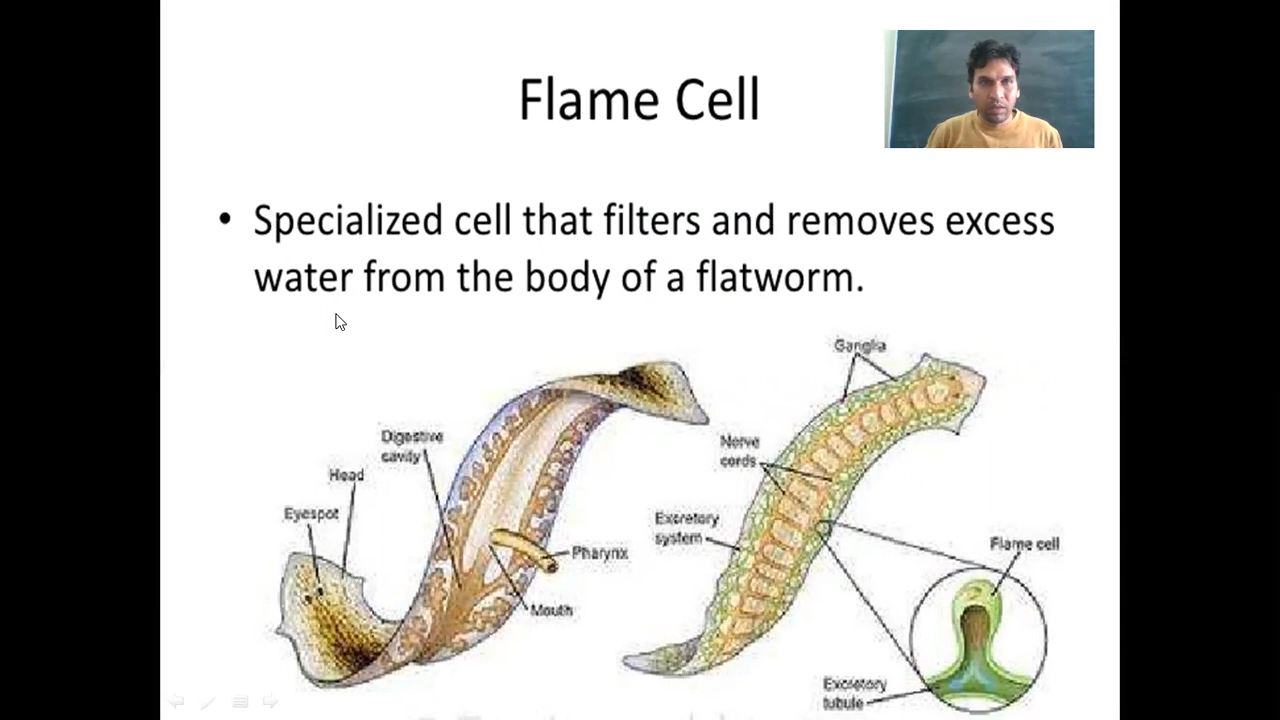 Flame Cell
• Specialized cell that filters and removes excess
water from the body of a flatworm.
Ganglia
Digestive
cavity
Nerve
cords
Head
Eyespot
Excretory
system
Flame cell
Pharynx
Mouth
Excretory
tubule